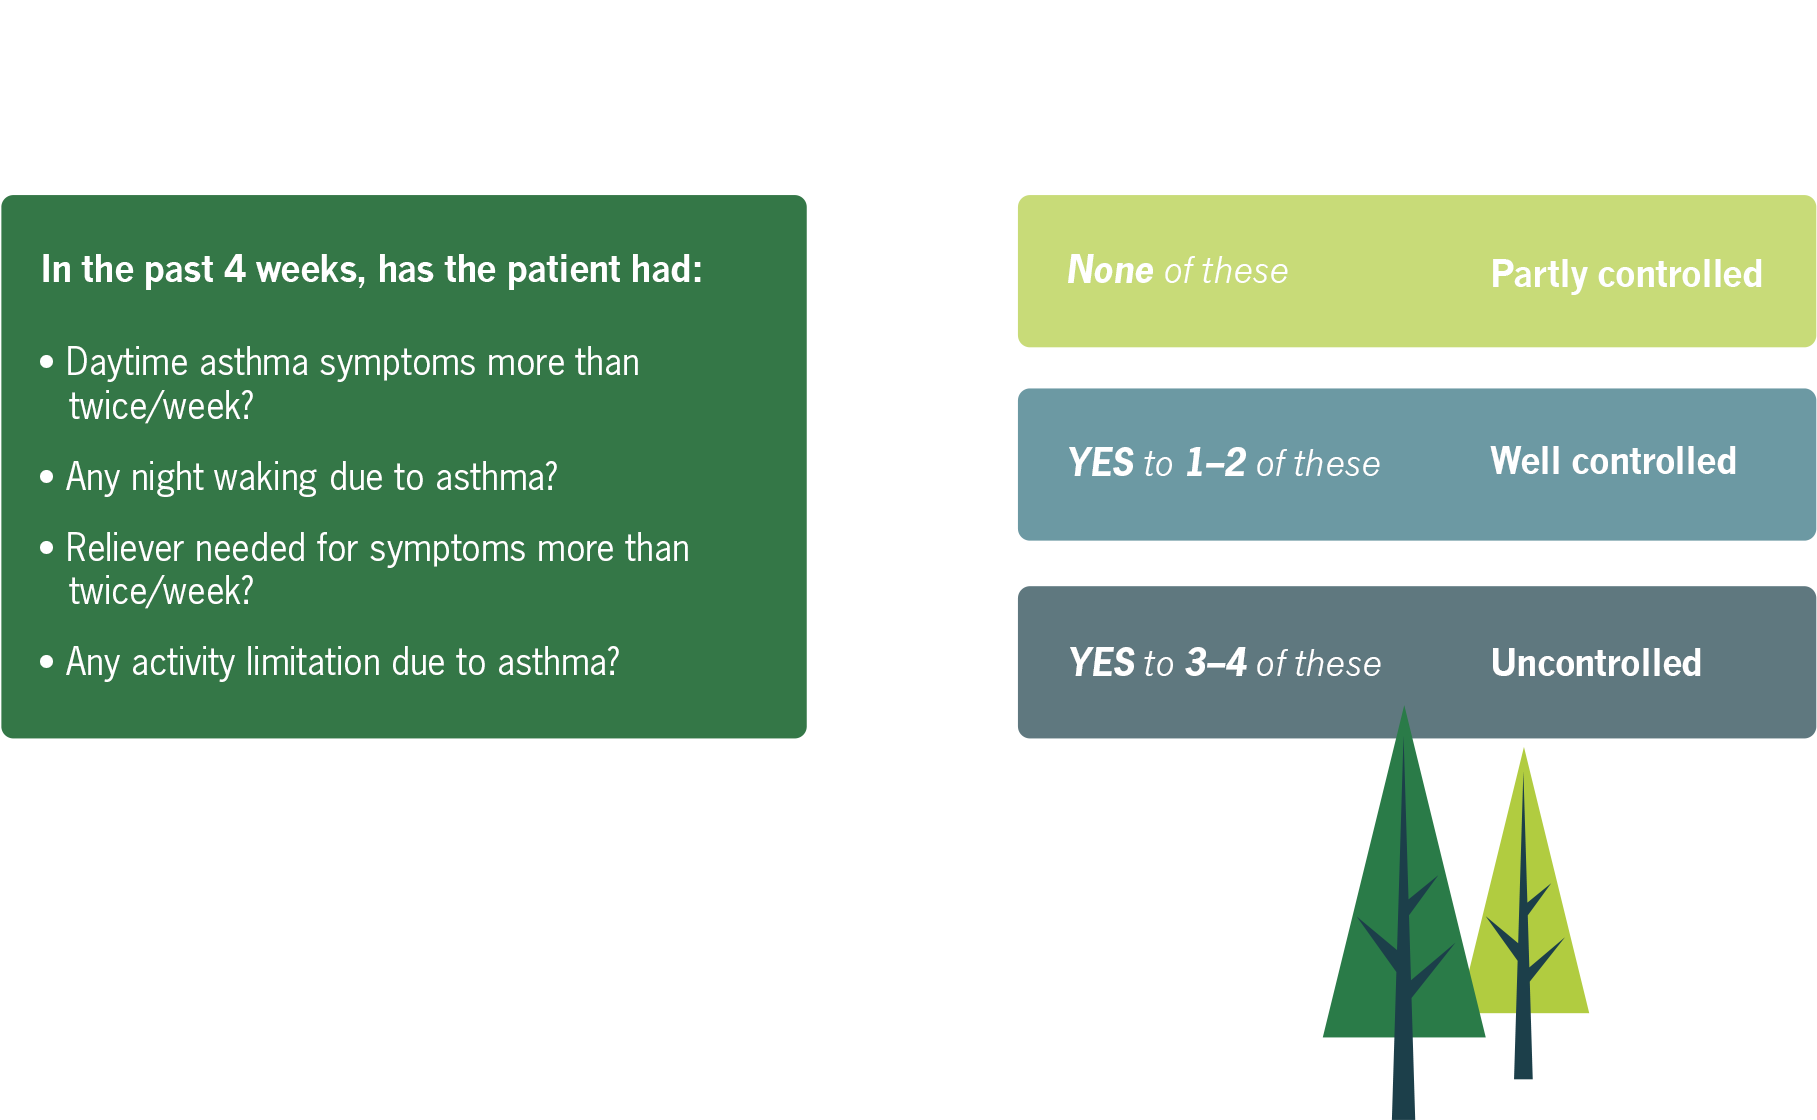 In the past 4 weeks, has the patient had:
• Daytime asthma symptoms more than
twice/week?
• Any night waking due to asthma?
• Reliever needed for symptoms more than
twice/week?
• Any activity limitation due to asthma?
None of these
Partly controlled
YES to 1–2 of these
Well controlled
YES to 3–4 of these
Uncontrolled